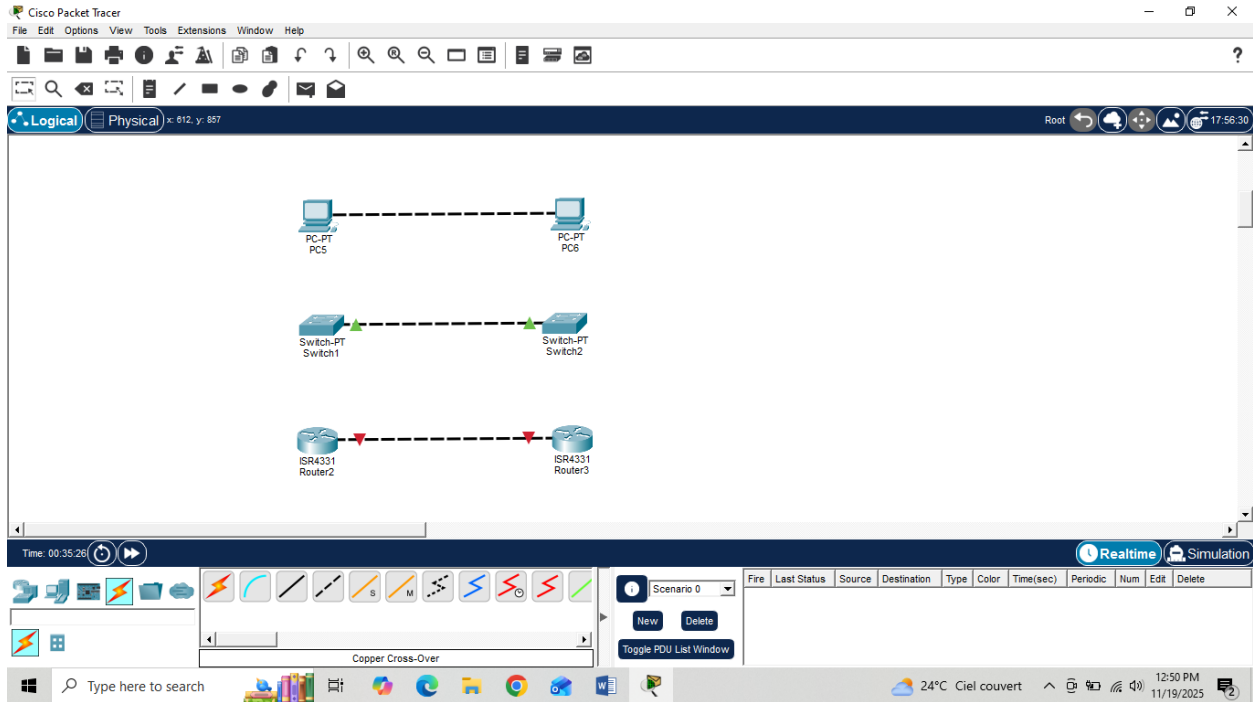 Cisco Packet Tracer
File Edit Options View Tools Extensions Window Help
?
Logical Physical x: 612, y: 857 Root 17:56:30
PC-PT
PC5
PC-PT
PC6
Switch-PT
Switch1
Switch-PT
Switch2
ISR4331
Router2
ISR4331
Router3
Time: 00:35:26 Realtime Simulation
S M
Copper Cross-Over
Scenario 0
New Delete
Toggle PDU List Window
Fire Last Status Source Destination Type Color Time(sec) Periodic Num Edit Delete
Type here to search
24°C Ciel couvert
12:50 PM
11/19/2025
2